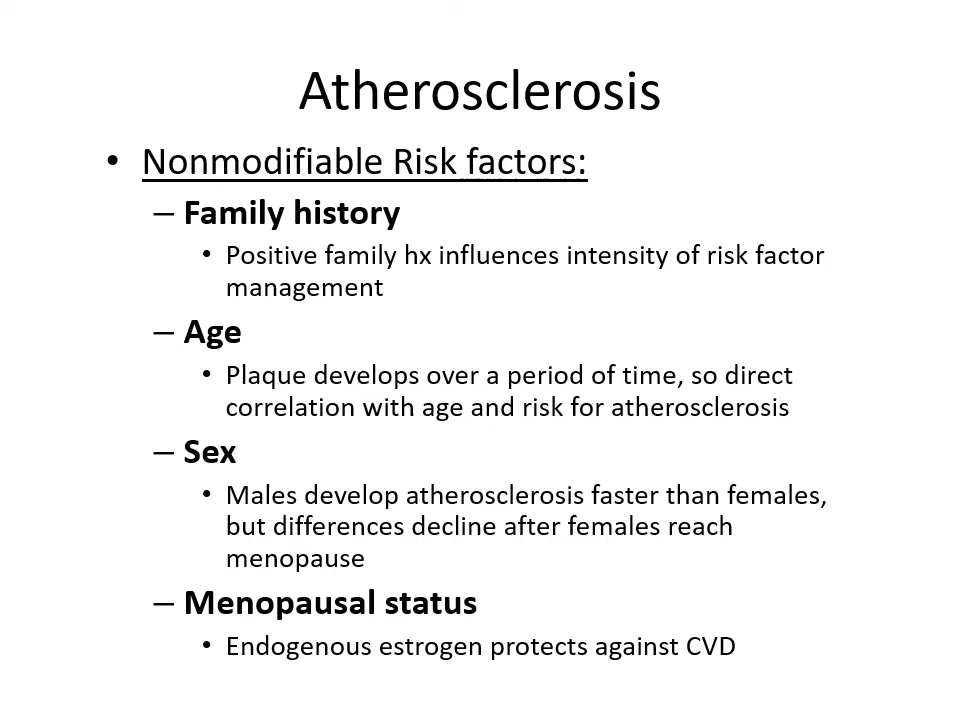 Atherosclerosis
• Nonmodifiable Risk factors:
– Family history
• Positive family hx influences intensity of risk factor
management
– Age
• Plaque develops over a period of time, so direct
correlation with age and risk for atherosclerosis
– Sex
• Males develop atherosclerosis faster than females,
but differences decline after females reach
menopause
– Menopausal status
• Endogenous estrogen protects against CVD